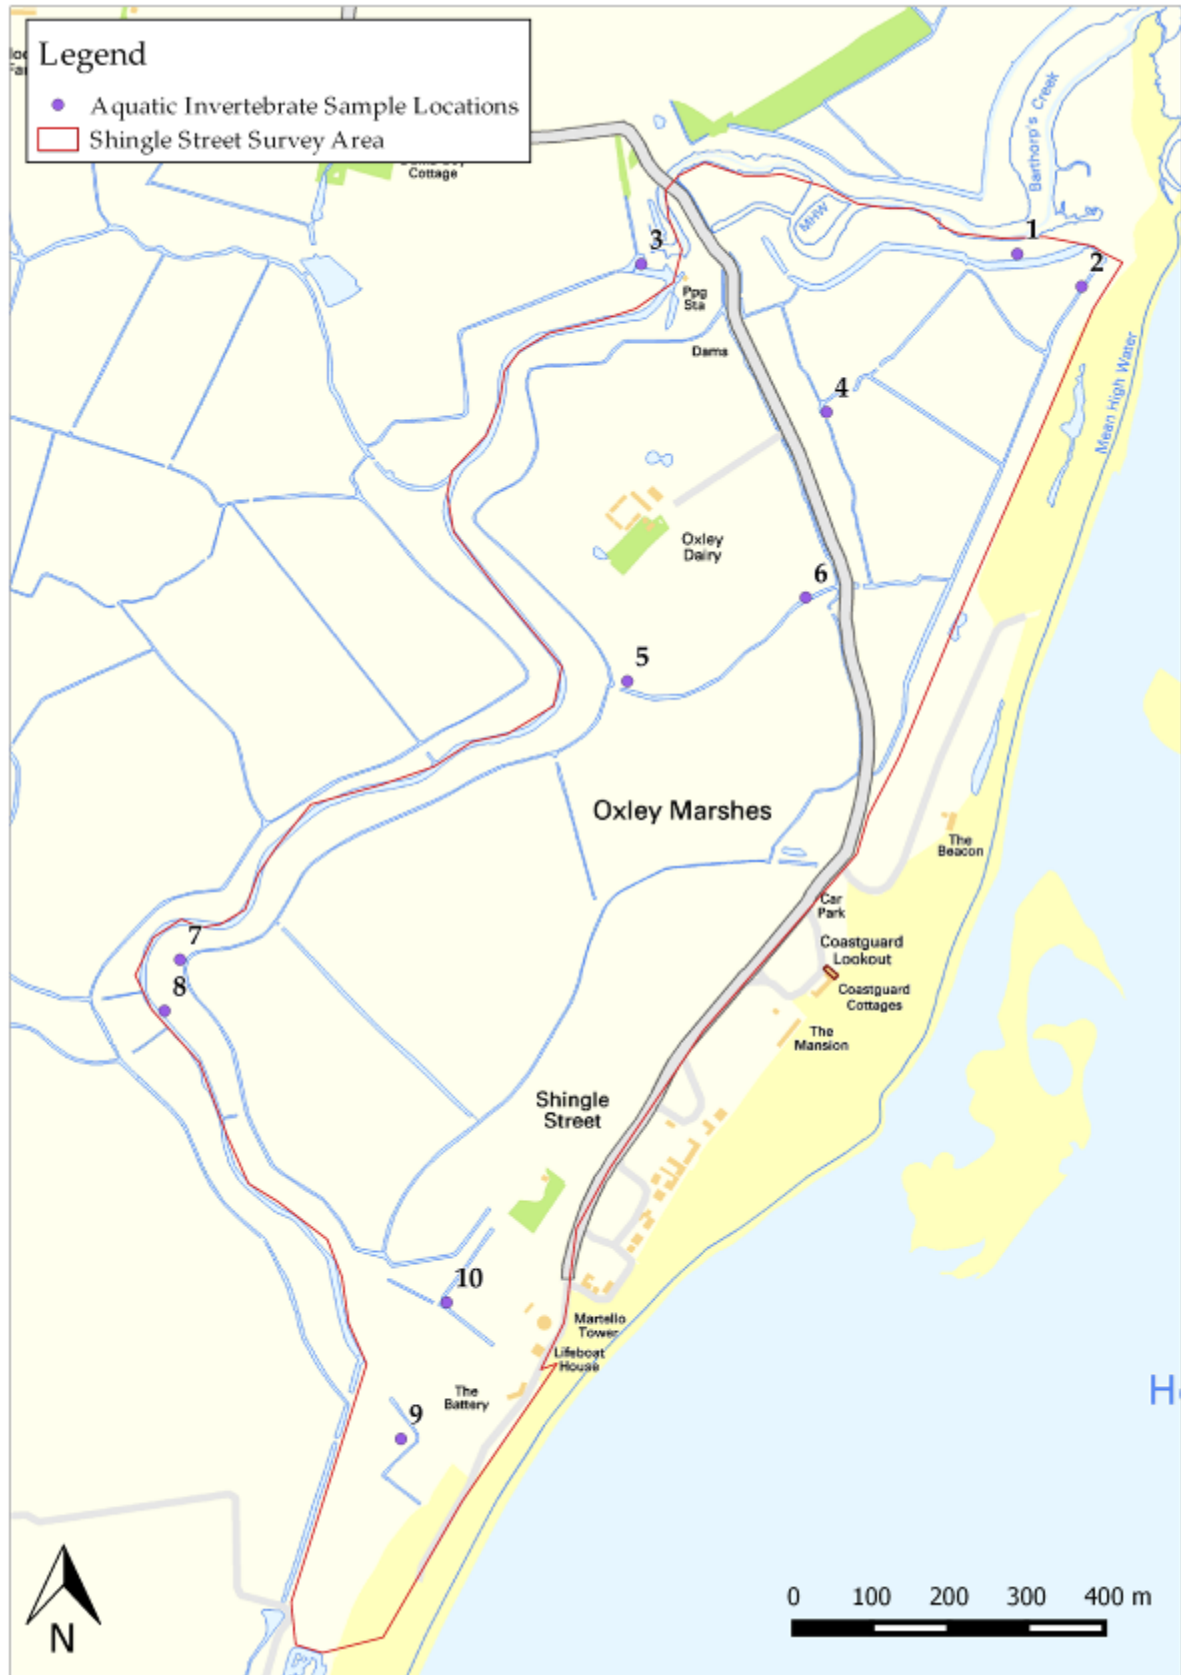 Legend
Aquatic Invertebrate Sample Locations
Shingle Street Survey Area
Cottage
Barthorp's Creek
MHW
1
2
3
Ppg
Sta
Dams
Mean High Water
4
Oxley
Dairy
6
5
Oxley Marshes
The
Beacon
Car
Park
Coastguard
Lookout
Coastguard
Cottages
The
Mansion
7
8
Shingle
Street
10
Martello
Tower
Lifeboat
House
The
Battery
9
N
0 100 200 300 400 m